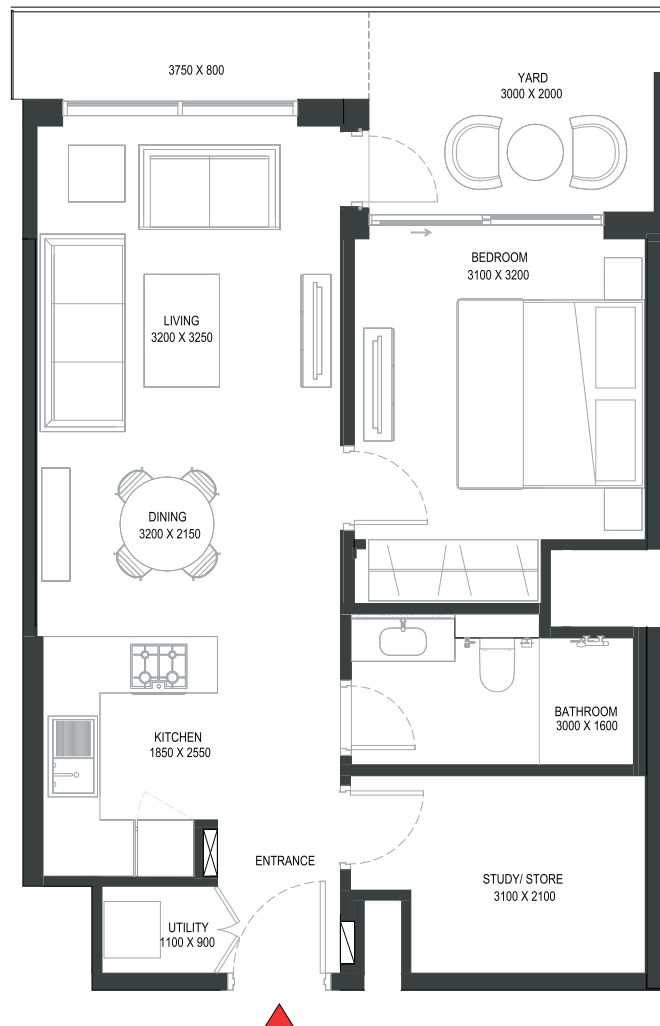 3750 X 800
YARD
3000 X 2000
BEDROOM
3100 X 3200
LIVING
3200 X 3250
DINING
3200 X 2150
BATHROOM
3000 X 1600
KITCHEN
1850 X 2550
ENTRANCE
STUDY/ STORE
3100 X 2100
UTILITY
1100 X 900